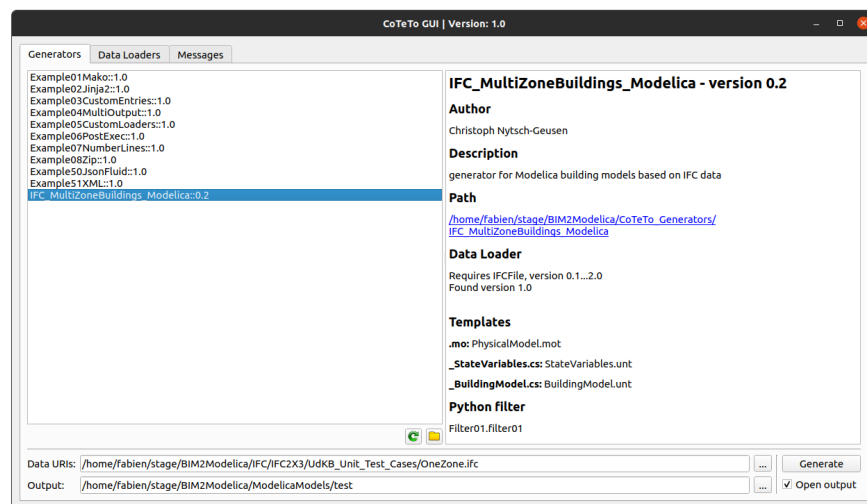 CoTeTo GUI | Version: 1.0
Generators
Data Loaders
Messages
Example01Mako::1.0
Example02Jinja2::1.0
Example03CustomEntries::1.0
Example04MultiOutput::1.0
Example05CustomLoaders::1.0
Example06PostExec::1.0
Example07NumberLines::1.0
Example08Zip::1.0
Example50JsonFluid::1.0
Example51XML::1.0
IFC_MultiZoneBuildings_Modelica::0.2
IFC_MultiZoneBuildings_Modelica - version 0.2
Author
Christoph Nytsch-Geusen
Description
generator for Modelica building models based on IFC data
Path
/home/fabien/stage/BIM2Modelica/CoTeTo_Generators/
IFC_MultiZoneBuildings_Modelica
Data Loader
Requires IFCFile, version 0.1...2.0
Found version 1.0
Templates
.mo: PhysicalModel.mot
_StateVariables.cs: StateVariables.unt
_BuildingModel.cs: BuildingModel.unt
Python filter
Filter01.filter01
Data URIs: /home/fabien/stage/BIM2Modelica/IFC/IFC2X3/UdKB_Unit_Test_Cases/OneZone.ifc ... Generate
Output: /home/fabien/stage/BIM2Modelica/ModelicaModels/test ... Open output